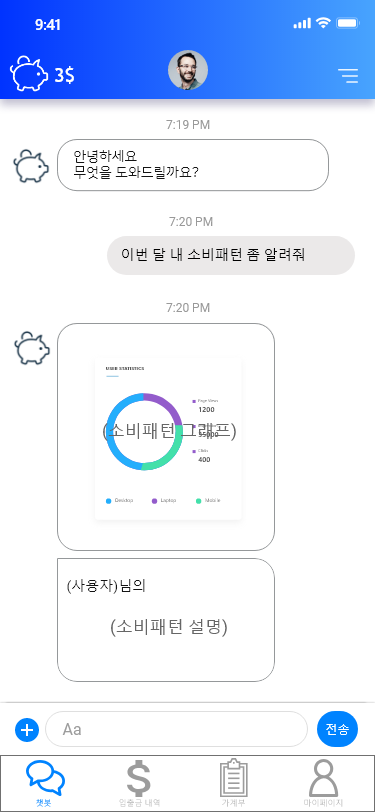 9:41
3$
7:19 PM
안녕하세요
무엇을 도와드릴까요?
7:20 PM
이번 달 내 소비패턴 좀 알려줘
7:20 PM
USER STATISTICS
Page Views
1200
(소비패턴 그래프)
400
Desktop
Laptop
Mobile
(사용자)님의
(소비패턴 설명)
Aa
전송
챗봇
입출금 내역
가계부
마이페이지